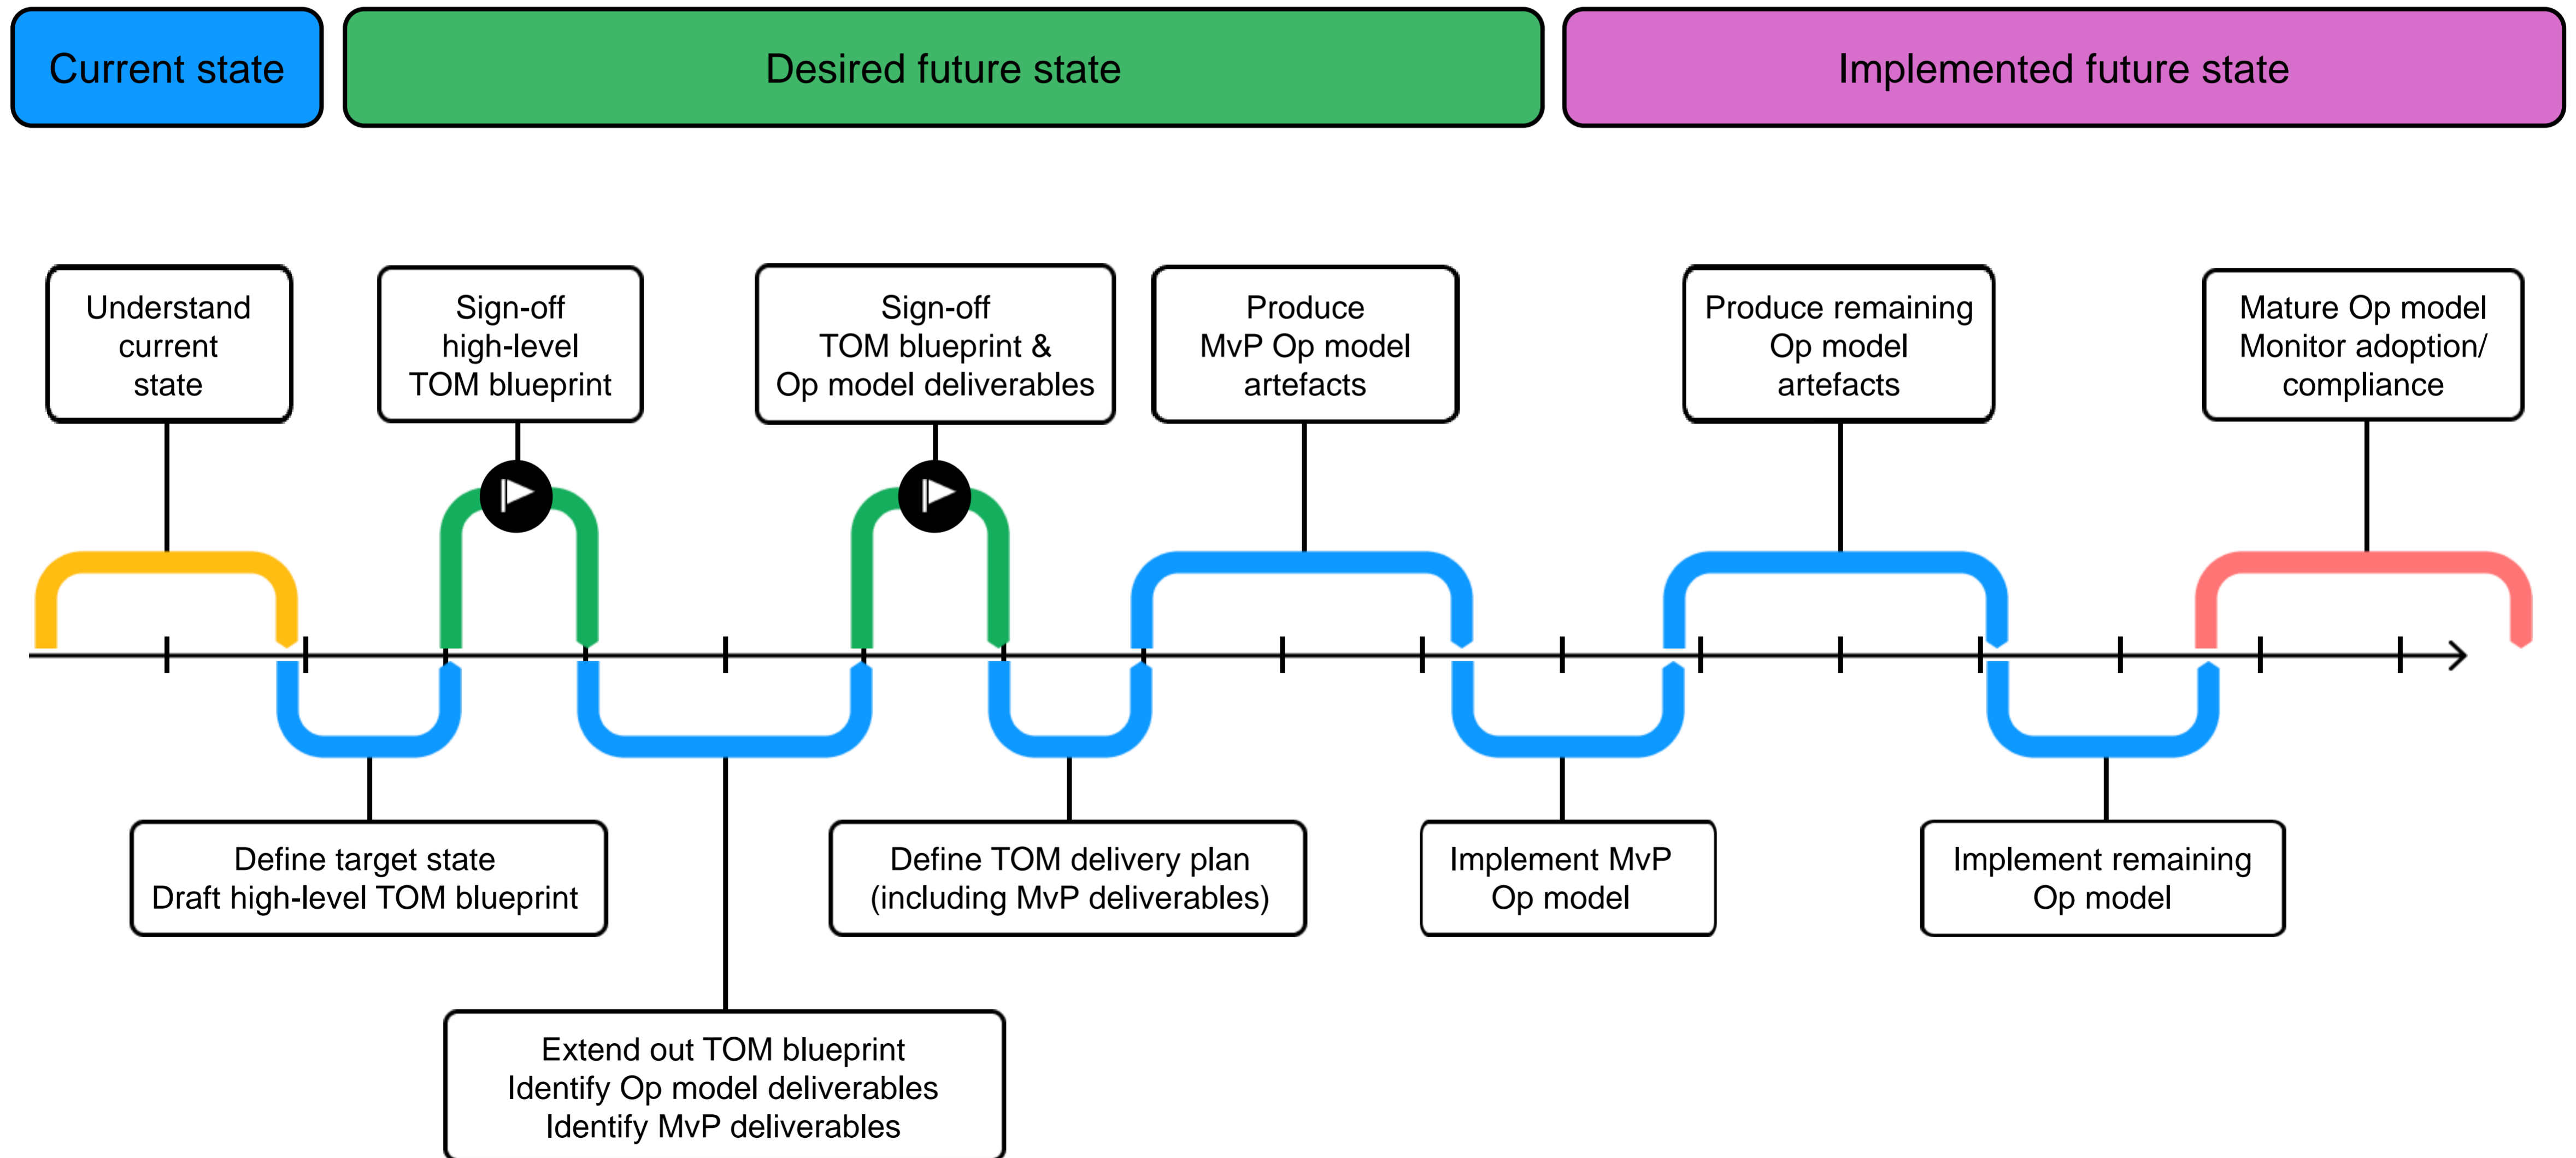 Current state
Desired future state
Implemented future state
Understand
current
state
Sign-off
high-level
TOM blueprint
Sign-off
TOM blueprint &
Op model deliverables
Produce
MvP Op model
artefacts
Produce remaining
Op model
artefacts
Mature Op model
Monitor adoption/
compliance
Define target state
Draft high-level TOM blueprint
Define TOM delivery plan
(including MvP deliverables)
Implement MvP
Op model
Implement remaining
Op model
Extend out TOM blueprint
Identify Op model deliverables
Identify MvP deliverables